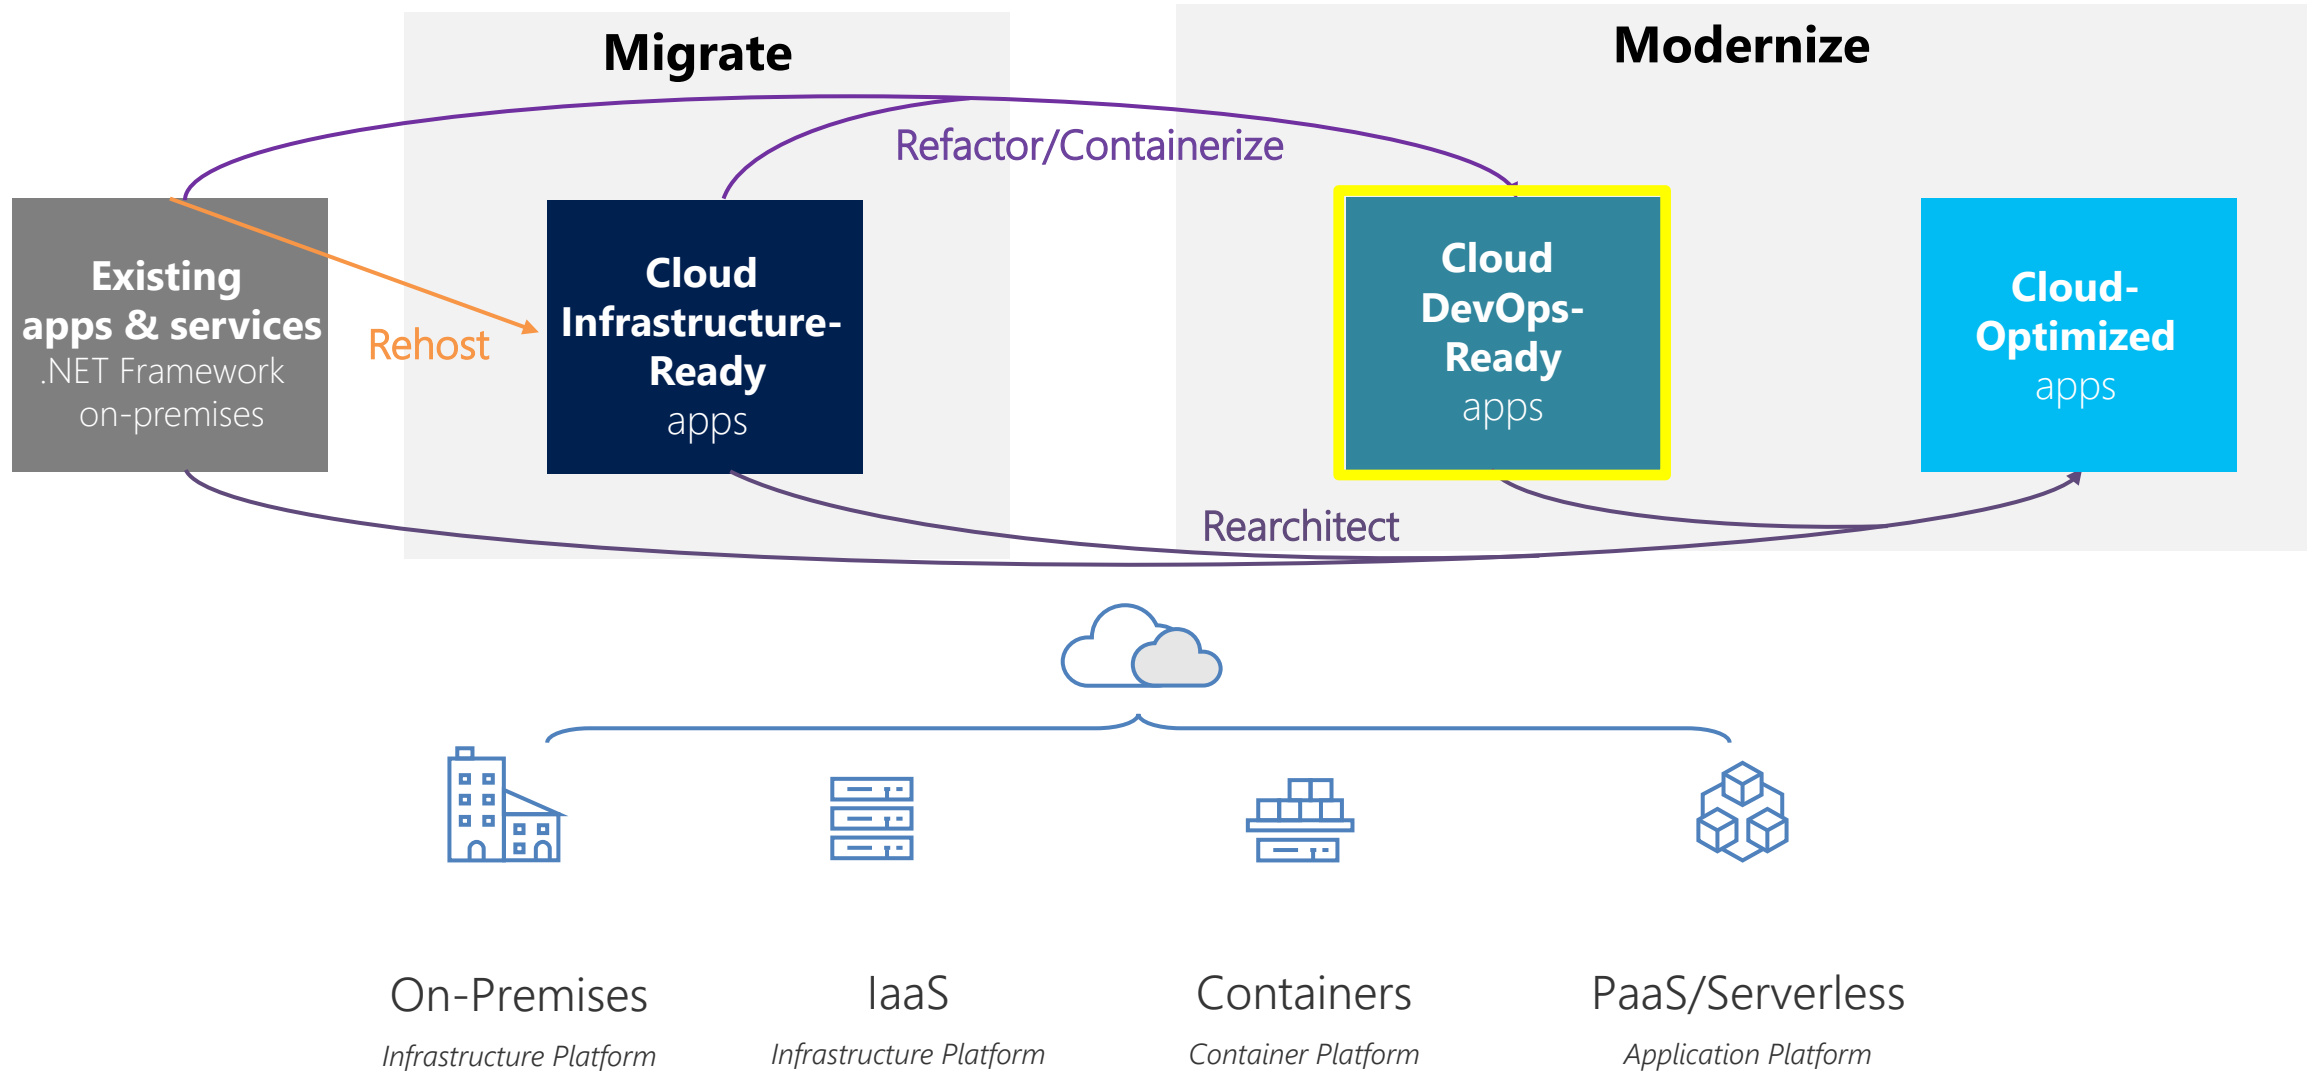 Migrate
Modernize
Refactor/Containerize
Existing
apps & services
.NET Framework
on-premises
Rehost
Cloud
Infrastructure-
Ready
apps
Cloud
DevOps-
Ready
apps
Cloud-
Optimized
apps
Rearchitect
On-Premises
Infrastructure Platform
IaaS
Infrastructure Platform
Containers
Container Platform
PaaS/Serverless
Application Platform